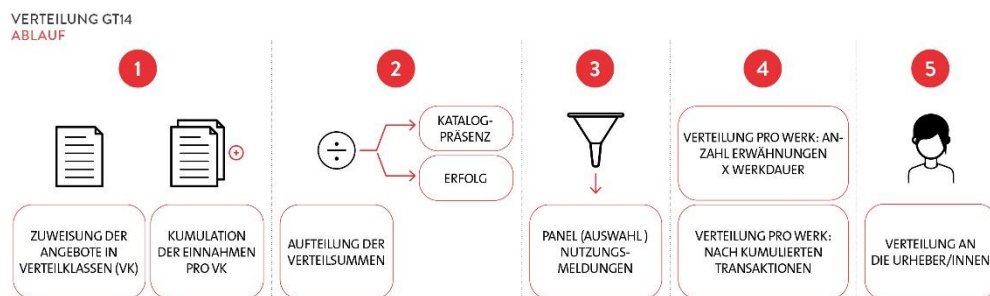 VERTEILUNG GT14
ABLAUF
1
ZUWEISUNG DER
ANGEBOTE IN
VERTEILKLASSEN (VK)
KUMULATION
DER EINNAHMEN
PRO VK
2
KATALOG-
PRÄSENZ
ERFOLG
AUFTEILUNG DER
VERTEILSUMMEN
3
PANEL (AUSWAHL )
NUTZUNGS-
MELDUNGEN
4
VERTEILUNG PRO WERK: AN-
ZAHL ERWÄHNUNGEN
X WERKDAUER
VERTEILUNG PRO WERK:
NACH KUMULIERTEN
TRANSAKTIONEN
5
VERTEILUNG AN
DIE URHEBER/INNEN